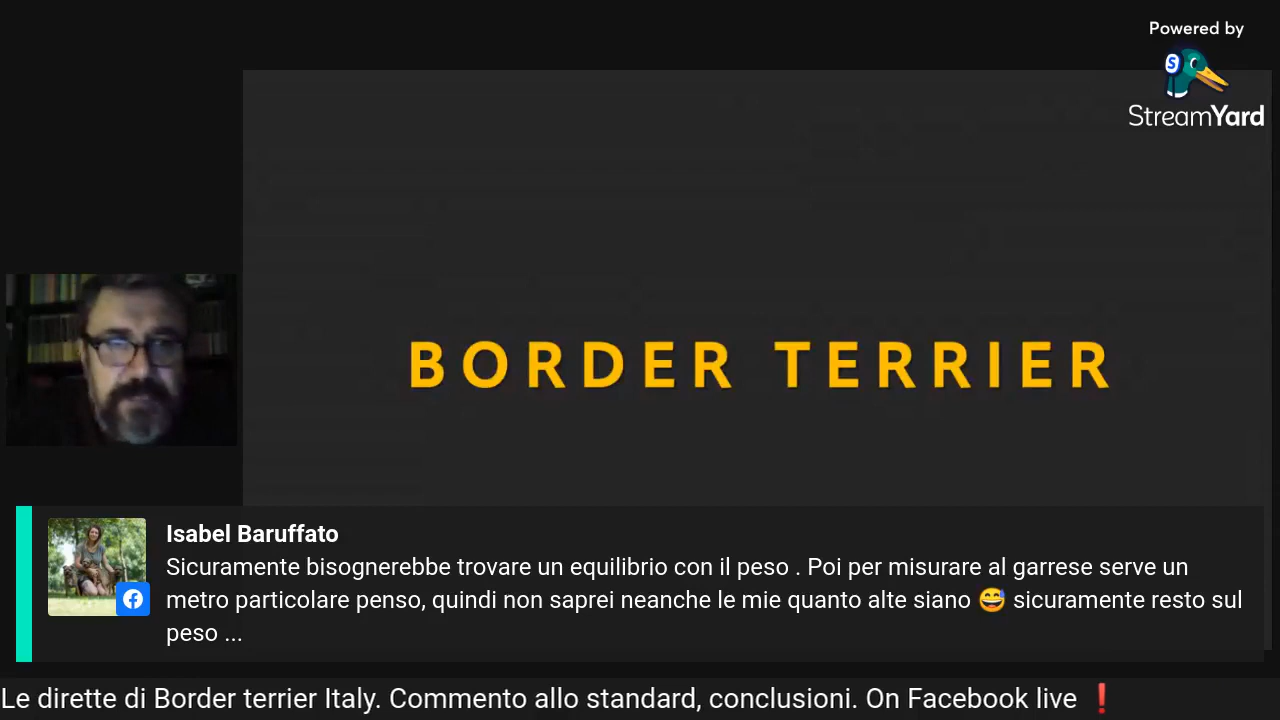 Powered by
S
StreamYard
BORDER TERRIER
Isabel Baruffato
Sicuramente bisognerebbe trovare un equilibrio con il peso . Poi per misurare al garrese serve un
metro particolare penso, quindi non saprei neanche le mie quanto alte siano 😅 sicuramente resto sul
peso ...
Le dirette di Border terrier Italy. Commento allo standard, conclusioni. On Facebook live ❗